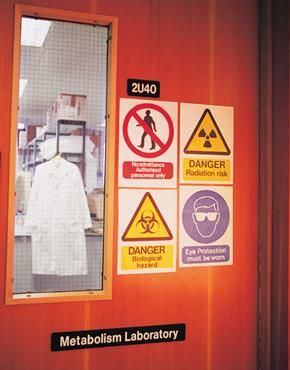 2U40
No admittance
Authorised
personnel only
DANGER
Radiation risk
DANGER
Biological
hazard
Eye Protection
must be worn
Metabolism Laboratory